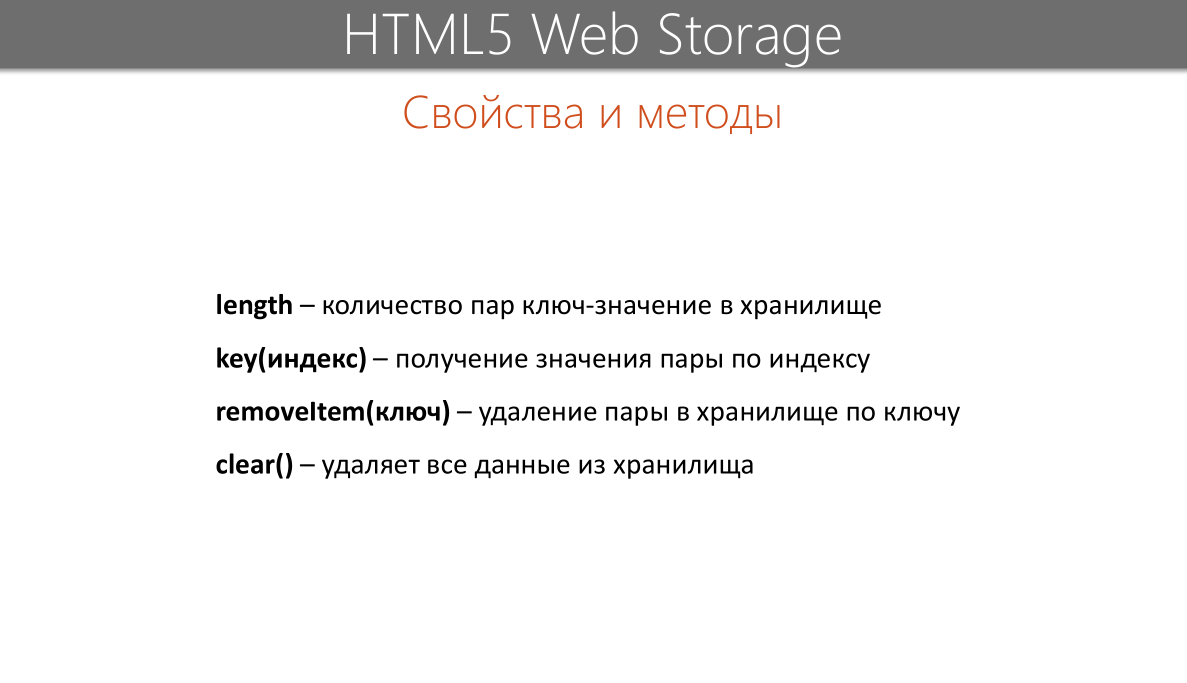 HTML5 Web Storage
Свойства и методы
length – количество пар ключ-значение в хранилище
key(индекс) – получение значения пары по индексу
removeItem(ключ) – удаление пары в хранилище по ключу
clear() – удаляет все данные из хранилища